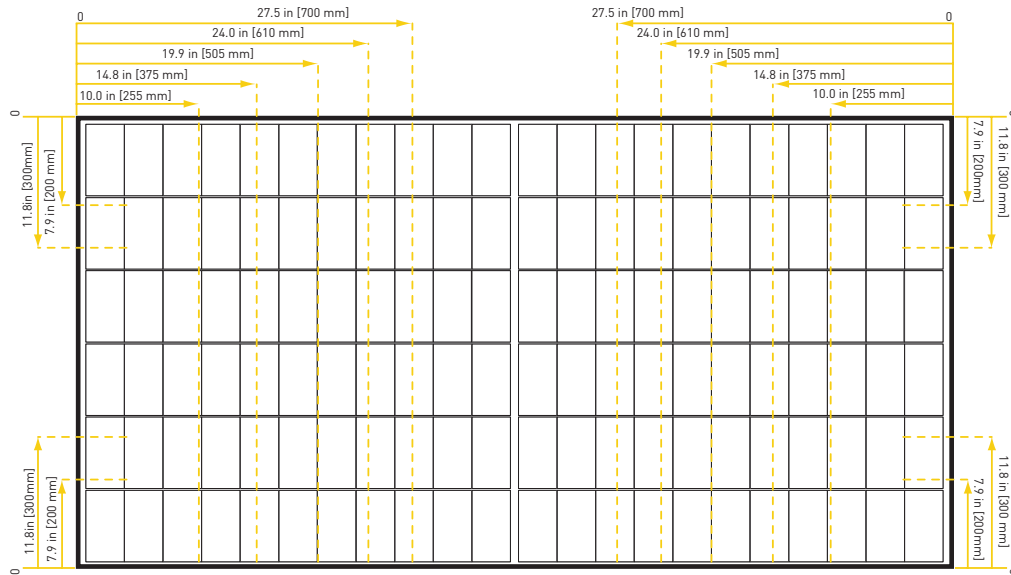 0
27.5 in [700 mm]
24.0 in [610 mm]
19.9 in [505 mm]
14.8 in [375 mm]
10.0 in [255 mm]
27.5 in [700 mm]
0
24.0 in [610 mm]
19.9 in [505 mm]
14.8 in [375 mm]
10.0 in [255 mm]
0
11.8in [300mm]
7.9 in [200 mm]
0
7.9 in [200mm]
11.8 in [300 mm]
11.8in [300mm]
7.9 in [200 mm]
0
7.9 in [200mm]
11.8 in [300 mm]
0